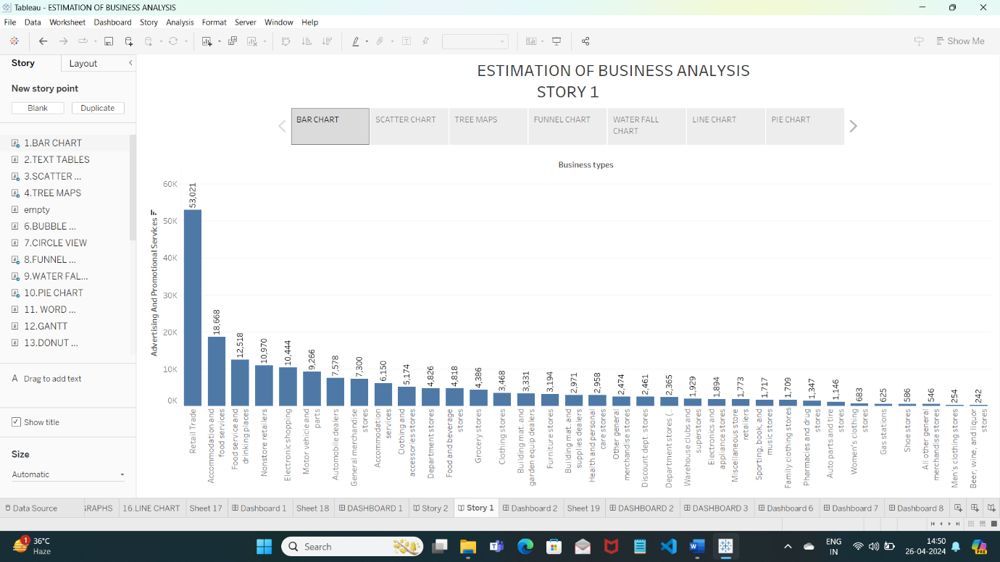 Tableau - ESTIMATION OF BUSINESS ANALYSIS
File Data Worksheet Dashboard Story Analysis Format Server Window Help
Show Me
Story Layout
New story point
Blank Duplicate
1.BAR CHART
2.TEXT TABLES
3.SCATTER ...
4.TREE MAPS
empty
6.BUBBLE ...
7.CIRCLE VIEW
8.FUNNEL ...
9.WATER FAL...
10.PIE CHART
11. WORD ...
12.GANTT
13.DONUT ...
A Drag to add text
Show title
Size
Automatic
ESTIMATION OF BUSINESS ANALYSIS
STORY 1
BAR CHART
SCATTER CHART
TREE MAPS
FUNNEL CHART
WATER FALL
CHART
LINE CHART
PIE CHART
Business types
Advertising And Promotional Services
60K
50K
40K
30K
20K
10K
0K
53,021
18,668
12,518
10,970
10,444
9,266
7,578
7,300
6,150
5,174
4,826
4,818
4,386
3,468
3,331
3,194
2,971
2,958
2,474
2,461
2,365
1,929
1,894
1,773
1,717
1,709
1,347
1,146
683
625
586
546
254
242
Retail Trade
Accommodation and
food services
Food service and
drinking places
Nonstore retailers
Electronic shopping
Motor vehicle and
parts
Automobile dealers
General merchandise
stores
Accommodation
services
Clothing and
accessories stores
Department stores
Food and beverage
stores
Grocery stores
Clothing stores
Building mat. and
garden equip dealers
Furniture stores
Building mat. and
supplies dealers
Health and personal
care stores
Other general
merchandise stores
Discount dept. stores
Department stores (..
Warehouse clubs and
superstores
Electronics and
appliance stores
Miscellaneous store
retailers
Sporting, book, and
music stores
Family clothing stores
Pharmacies and drug
stores
Auto parts and tire
stores
Women's clothing
stores
Gas stations
Shoe stores
All other general
merchandise stores
Men's clothing stores
Beer, wine, and liquor
stores
Data Source GRAPHS 16.LINE CHART Sheet 17 Dashboard 1 Sheet 18 DASHBOARD 1 Story 2 Story 1 Dashboard 2 Sheet 19 DASHBOARD 2 DASHBOARD 3 Dashboard 6 Dashboard 7 Dashboard 8
1
36°C
Haze
Search
PRE
ENG
IN
14:50
26-04-2024